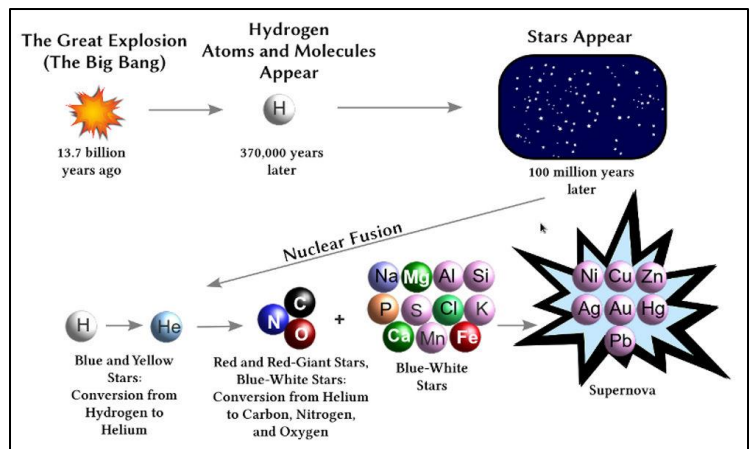 The Great Explosion
(The Big Bang)
Hydrogen
Atoms and Molecules
Appear
Stars Appear
H
13.7 billion
years ago
370,000 years
later
100 million years
later
Nuclear Fusion
H
He
C
N
O
+
Na Mg Al Si
P S Cl K
Ca Mn Fe
Ni Cu Zn
Ag Au Hg
Pb
Blue and Yellow
Stars:
Conversion from
Hydrogen to
Helium
Red and Red-Giant Stars,
Blue-White Stars:
Conversion from Helium
to Carbon, Nitrogen,
and Oxygen
Blue-White
Stars
Supernova